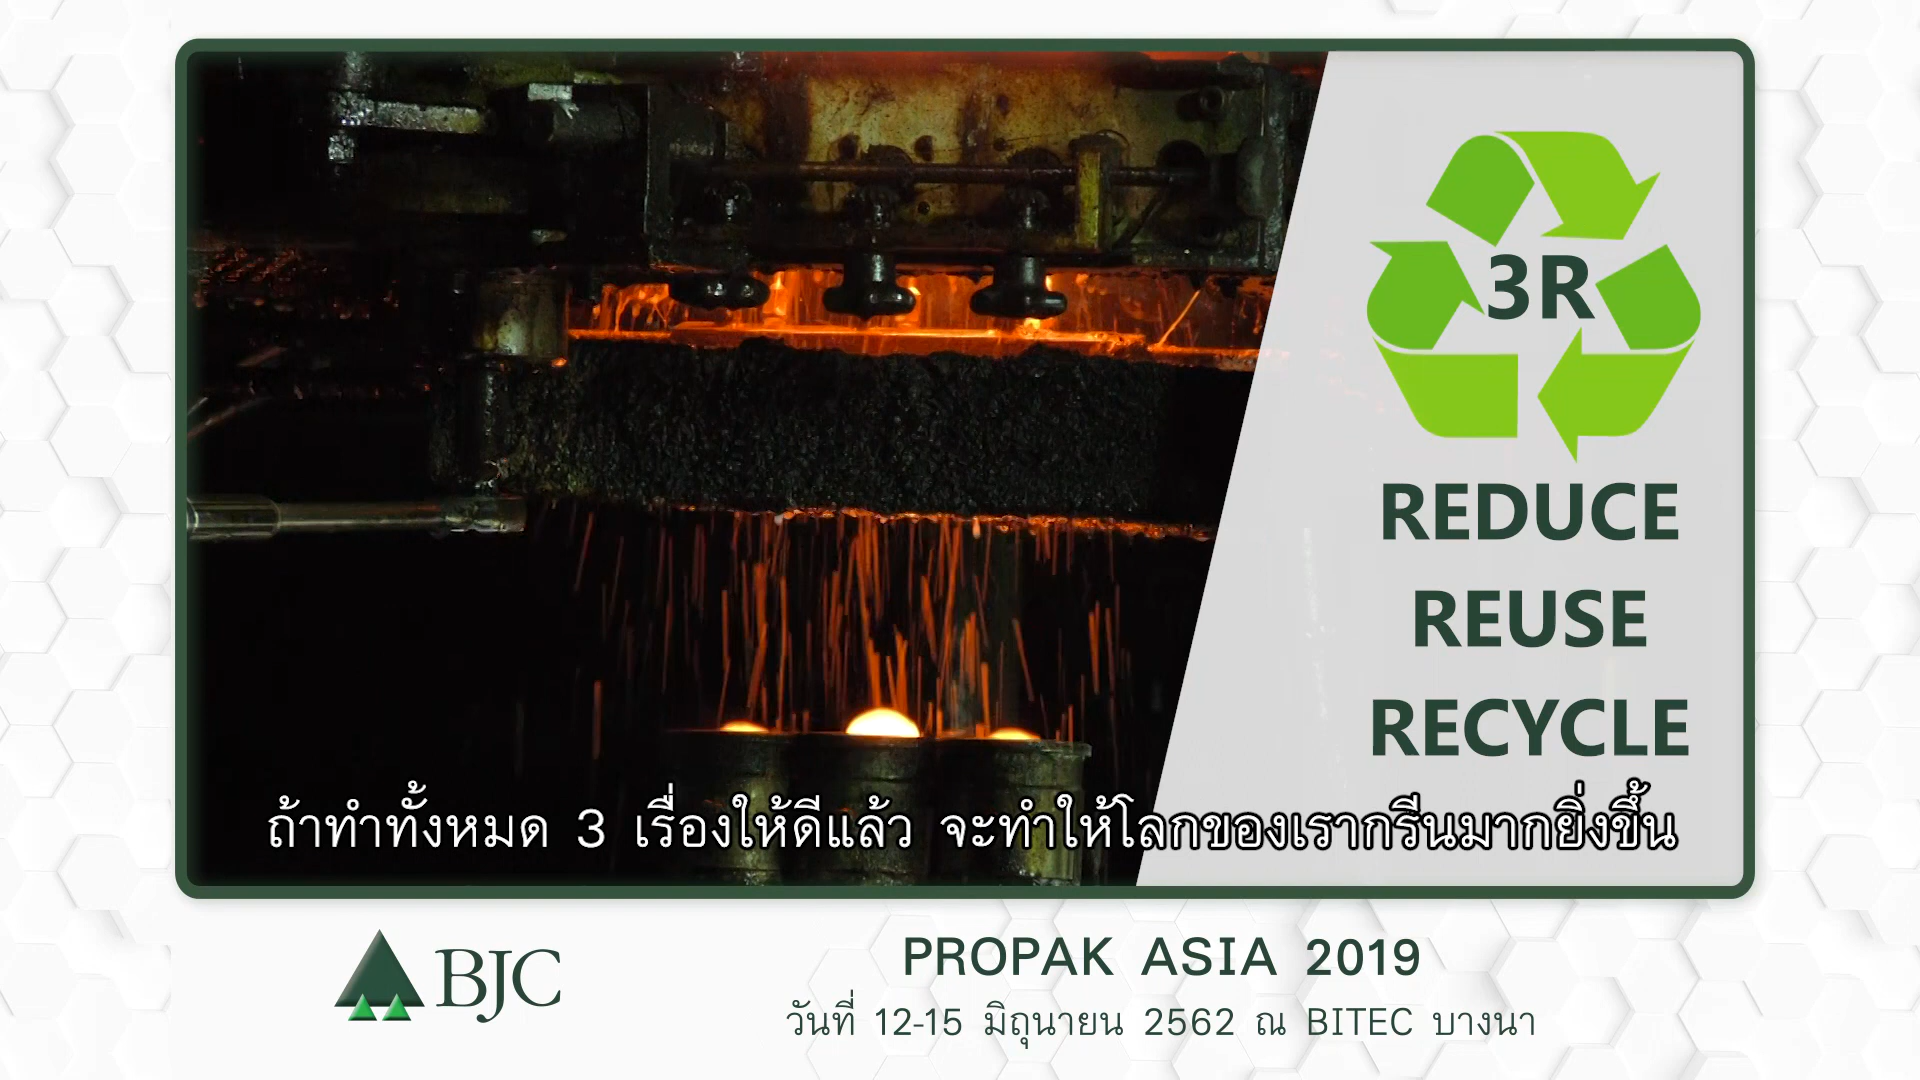 3R
REDUCE
REUSE
RECYCLE
ถ้าทำทั้งหมด 3 เรื่องให้ดีแล้ว จะทำให้โลกของเรากรีนมากยิ่งขึ้น
BJC
PROPAK ASIA 2019
วันที่ 12-15 มิถุนายน 2562 ณ BITEC บางนา